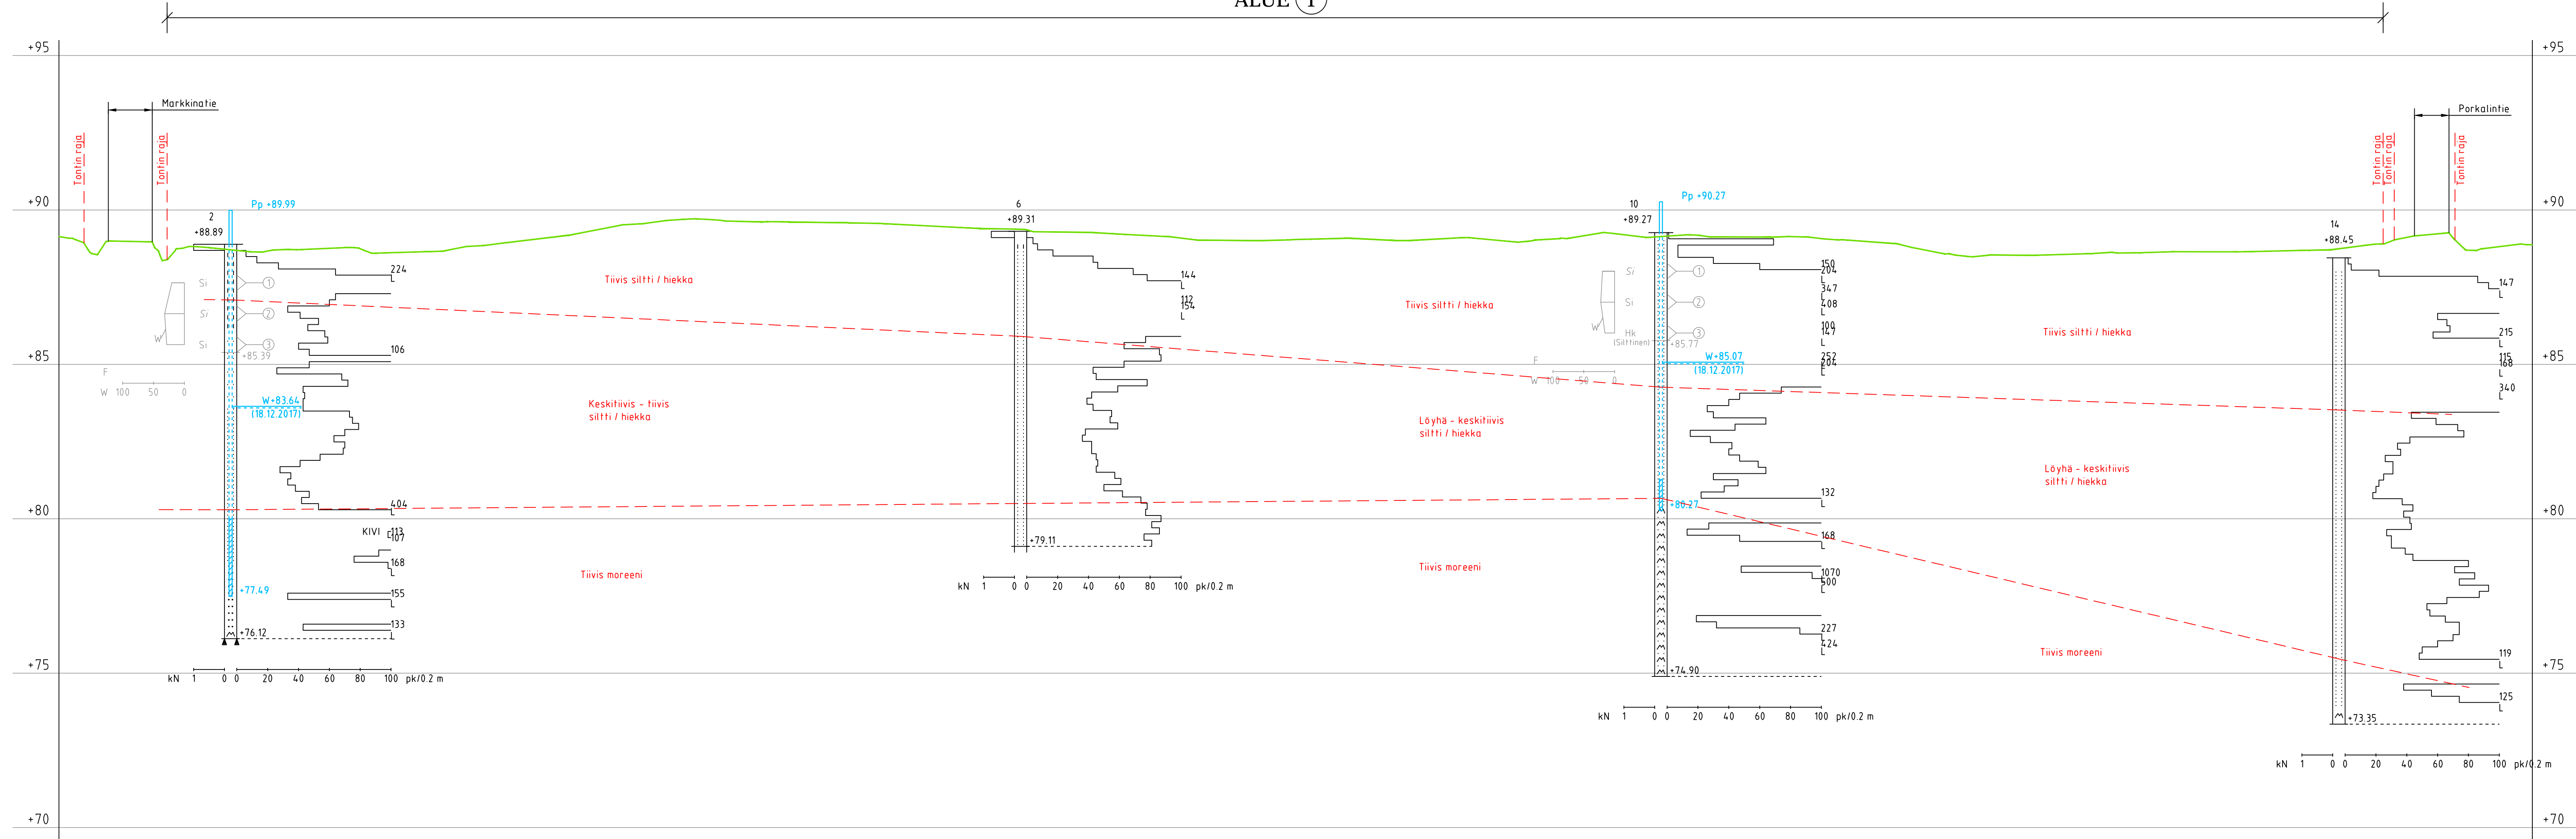 ALUE 1
+95
+95
Markkinatie
Porkalintie
Tontin raja
Tontin raja
Tontin raja
Tontin raja
Tontin raja
+90
+90
2
+88.89
Pp +89.99
6
+89.31
10
+89.27
Pp +90.27
14
+88.45
224
Si
1
Si
2
Si
3
W
+85.39
106
F
W 100 50 0
W+83.64
(18.12.2017)
404
KIVI
113
107
168
+77.49
155
133
+76.12
kN 1 0 0 20 40 60 80 100 pk/0.2 m
Tiivis siltti / hiekka
Keskitiivis - tiivis
siltti / hiekka
Tiivis moreeni
144
112
154
+79.11
kN 1 0 0 20 40 60 80 100 pk/0.2 m
Tiivis siltti / hiekka
Löyhä - keskitiivis
siltti / hiekka
Tiivis moreeni
Si
1
Si
2
Hk
(Silttinen)
3
W
+85.77
F
W 100 50 0
W+85.07
(18.12.2017)
150
204
347
408
100
147
252
204
132
+80.27
168
1070
500
227
424
+74.90
kN 1 0 0 20 40 60 80 100 pk/0.2 m
Tiivis siltti / hiekka
Löyhä - keskitiivis
siltti / hiekka
Tiivis moreeni
147
215
115
168
340
119
125
+73.35
kN 1 0 0 20 40 60 80 100 pk/0.2 m
+85
+85
+80
+80
+75
+75
+70
+70